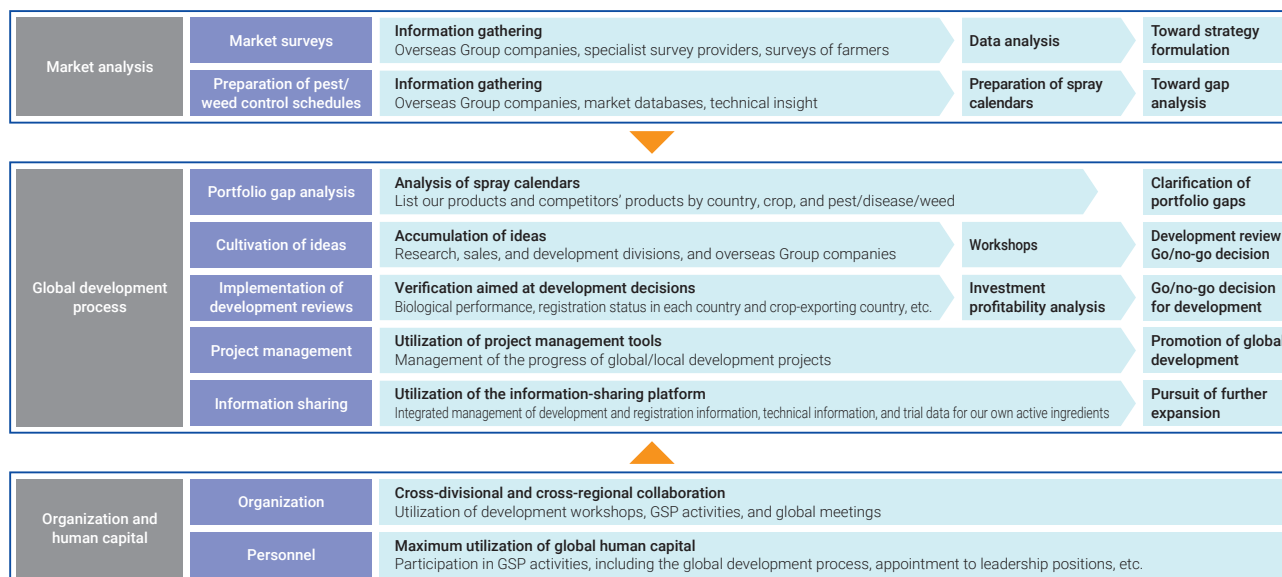 Market analysis
Market surveys
Information gathering
Overseas Group companies, specialist survey providers, surveys of farmers
Data analysis
Toward strategy
formulation
Preparation of pest/
weed control schedules
Information gathering
Overseas Group companies, market databases, technical insight
Preparation of spray
calendars
Toward gap
analysis
Global development
process
Portfolio gap analysis
Analysis of spray calendars
List our products and competitors’ products by country, crop, and pest/disease/weed
Clarification of
portfolio gaps
Cultivation of ideas
Accumulation of ideas
Research, sales, and development divisions, and overseas Group companies
Workshops
Development review
Go/no-go decision
Implementation of
development reviews
Verification aimed at development decisions
Biological performance, registration status in each country and crop-exporting country, etc.
Investment
profitability analysis
Go/no-go decision
for development
Project management
Utilization of project management tools
Management of the progress of global/local development projects
Promotion of global
development
Information sharing
Utilization of the information-sharing platform
Integrated management of development and registration information, technical information, and trial data for our own active ingredients
Pursuit of further
expansion
Organization and
human capital
Organization
Cross-divisional and cross-regional collaboration
Utilization of development workshops, GSP activities, and global meetings
Personnel
Maximum utilization of global human capital
Participation in GSP activities, including the global development process, appointment to leadership positions, etc.